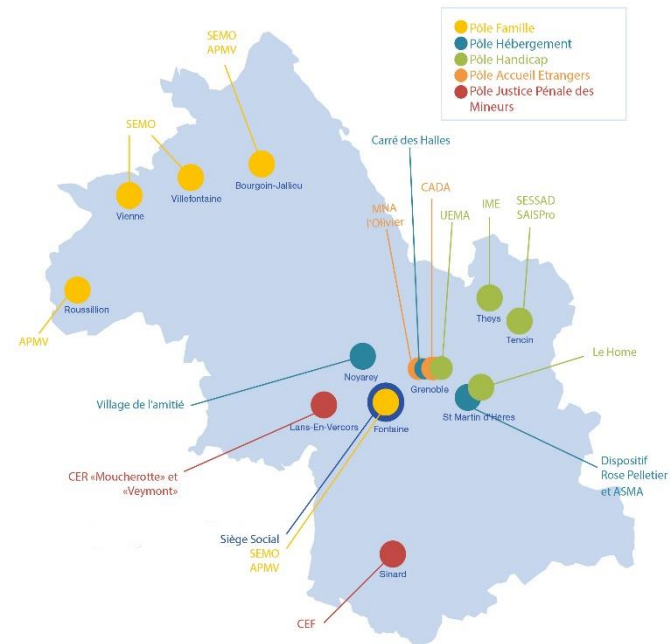 Pôle Famille
Pôle Hébergement
Pôle Handicap
Pôle Accueil Etrangers
Pôle Justice Pénale des
Mineurs
SEMO
APMV
SEMO
Carré des Halles
CADA
MNA
l'Olivier
UEMA
IME
SESSAD
SAISPro
Bourgoin-Jallieu
Villefontaine
Vienne
Roussillion
APMV
Theys
Tencin
Noyarey
Grenoble
Le Home
Village de l'amitié
Lans-En-Vercors
Fontaine
St Martin d'Hères
CER «Moucherotte» et
«Veymont»
Dispositif
Rose Pelletier
et ASMA
Siège Social
SEMO
APMV
Sinard
CEF